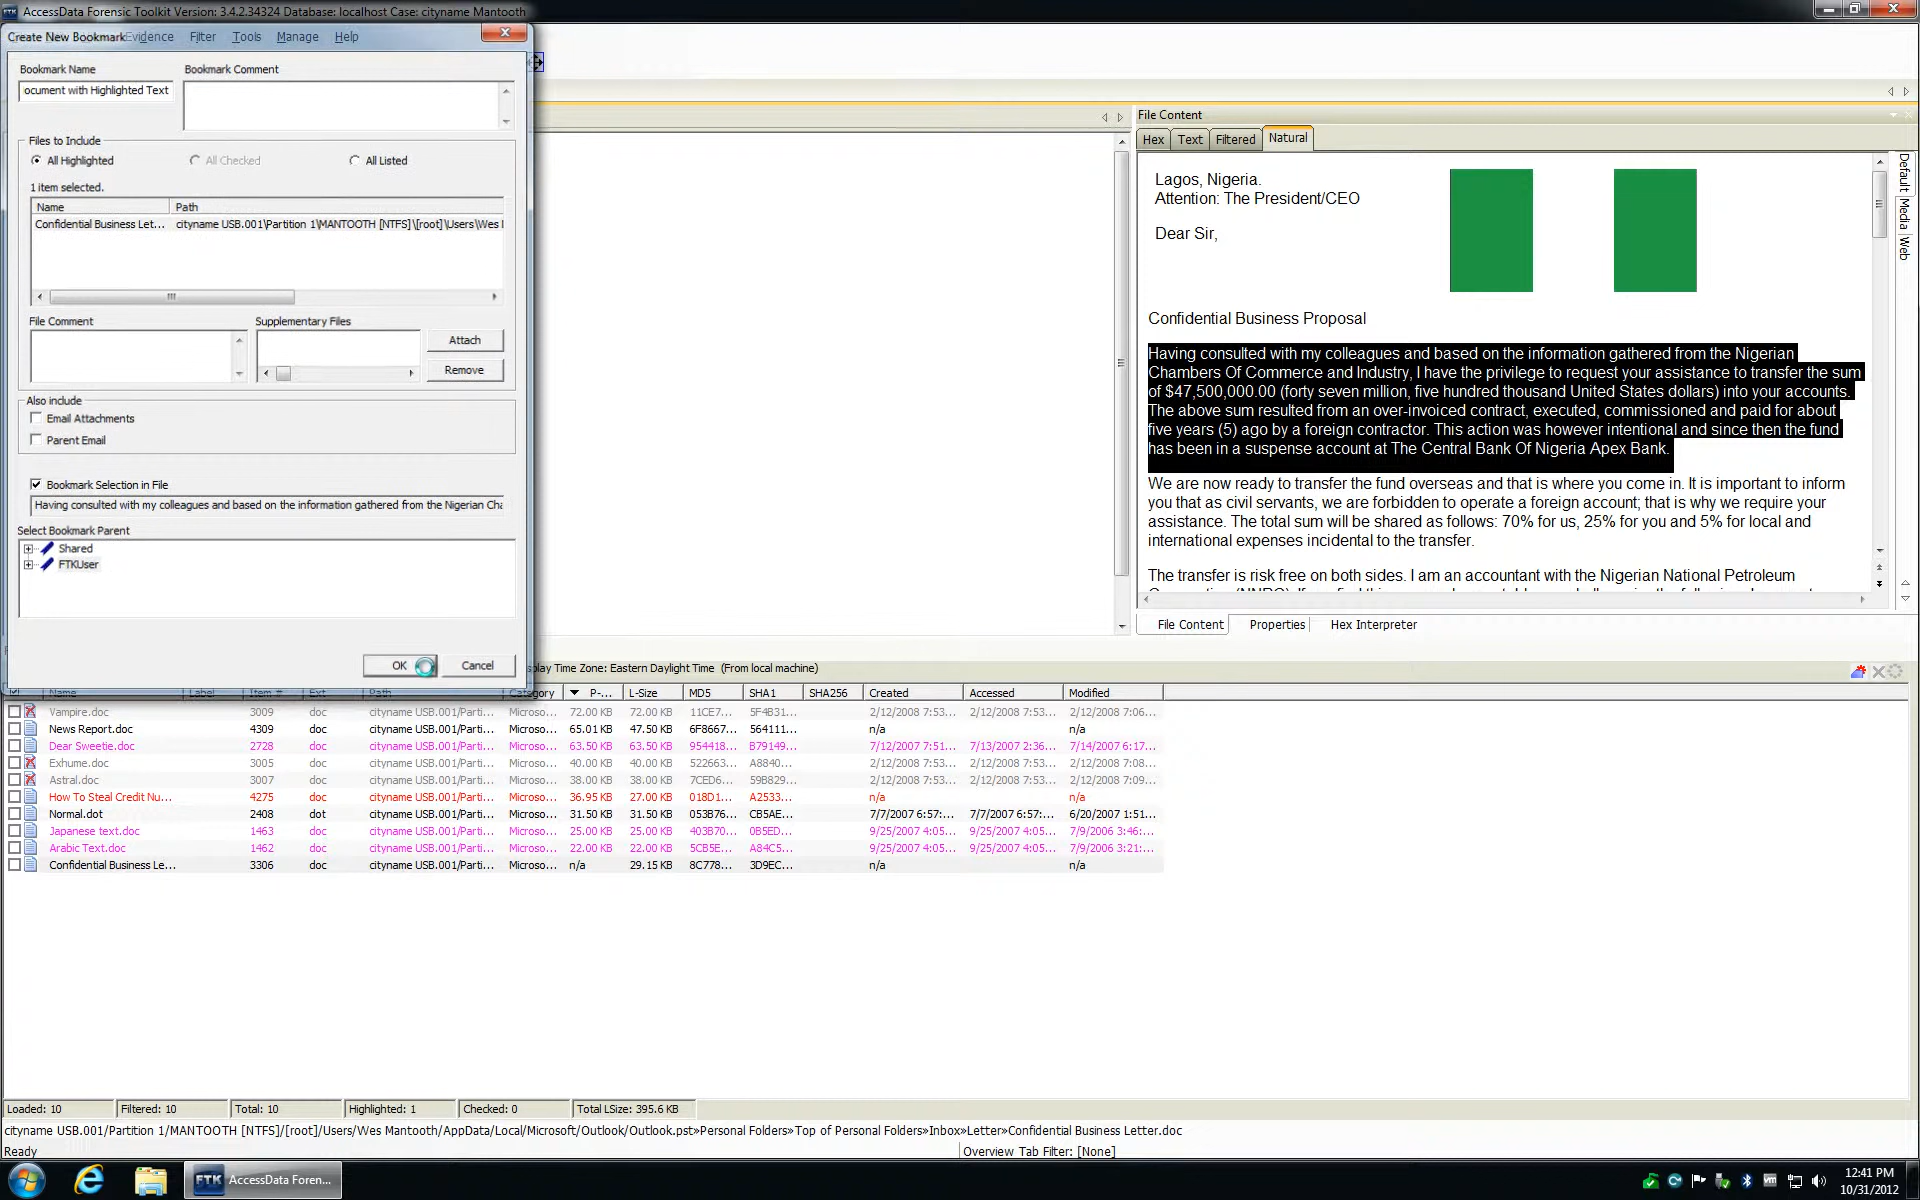 AccessData Forensic Toolkit Version: 3.4.2.34324 Database: localhost Case: cityname Mantooth
Create New Bookmark
Evidence Filter Tools Manage Help
Bookmark Name
Bookmark Comment
ocument with Highlighted Text
Files to Include
All Highlighted
All Checked
All Listed
1 item selected.
Name Path
Confidential Business Let... cityname USB.001\Partition 1\MANTOOTH [NTFS]\[root]\Users\Wes
File Comment
Supplementary Files
Attach
Remove
Also include
Email Attachments
Parent Email
Bookmark Selection in File
Having consulted with my colleagues and based on the information gathered from the Nigerian Cha
Select Bookmark Parent
Shared
FTKUser
OK
Cancel
File Content
Hex Text Filtered Natural
Lagos, Nigeria.
Attention: The President/CEO
Dear Sir,
Confidential Business Proposal
Having consulted with my colleagues and based on the information gathered from the Nigerian
Chambers Of Commerce and Industry, I have the privilege to request your assistance to transfer the sum
of $47,500,000.00 (forty seven million, five hundred thousand United States dollars) into your accounts.
The above sum resulted from an over-invoiced contract, executed, commissioned and paid for about
five years (5) ago by a foreign contractor. This action was however intentional and since then the fund
has been in a suspense account at The Central Bank Of Nigeria Apex Bank.
We are now ready to transfer the fund overseas and that is where you come in. It is important to inform
you that as civil servants, we are forbidden to operate a foreign account; that is why we require your
assistance. The total sum will be shared as follows: 70% for us, 25% for you and 5% for local and
international expenses incidental to the transfer.
The transfer is risk free on both sides. I am an accountant with the Nigerian National Petroleum
Default
Media
Web
File Content Properties Hex Interpreter
play Time Zone: Eastern Daylight Time (From local machine)
Name Label Item # Ext Path Category P-... L-Size MD5 SHA1 SHA256 Created Accessed Modified
Vampire.doc 3009 doc cityname USB.001/Parti... Microso... 72.00 KB 72.00 KB 11CE7... 5F4B31... 2/12/2008 7:53... 2/12/2008 7:53... 2/12/2008 7:06...
News Report.doc 4309 doc cityname USB.001/Parti... Microso... 65.01 KB 47.50 KB 6F8667... 564111... n/a n/a
Dear Sweetie.doc 2728 doc cityname USB.001/Parti... Microso... 63.50 KB 63.50 KB 954418... B79149... 7/12/2007 7:51... 7/13/2007 2:36... 7/14/2007 6:17...
Exhume.doc 3005 doc cityname USB.001/Parti... Microso... 40.00 KB 40.00 KB 522663... A8840... 2/12/2008 7:53... 2/12/2008 7:53... 2/12/2008 7:08...
Astral.doc 3007 doc cityname USB.001/Parti... Microso... 38.00 KB 38.00 KB 7CED6... 59B829... 2/12/2008 7:53... 2/12/2008 7:53... 2/12/2008 7:09...
How To Steal Credit Nu... 4275 doc cityname USB.001/Parti... Microso... 36.95 KB 27.00 KB 018D1... A2533... n/a n/a
Normal.dot 2408 dot cityname USB.001/Parti... Microso... 31.50 KB 31.50 KB 053B76... CB5AE... 7/7/2007 6:57:... 7/7/2007 6:57:... 6/20/2007 1:51...
Japanese text.doc 1463 doc cityname USB.001/Parti... Microso... 25.00 KB 25.00 KB 403B70... 0B5ED... 9/25/2007 4:05... 9/25/2007 4:05... 7/9/2006 3:46:...
Arabic Text.doc 1462 doc cityname USB.001/Parti... Microso... 22.00 KB 22.00 KB 5CB5E... A84C5... 9/25/2007 4:05... 9/25/2007 4:05... 7/9/2006 3:21:...
Confidential Business Le... 3306 doc cityname USB.001/Parti... Microso... n/a 29.15 KB 8C778... 3D9EC... n/a n/a
Loaded: 10 Filtered: 10 Total: 10 Highlighted: 1 Checked: 0 Total LSize: 395.6 KB
cityname USB.001/Partition 1/MANTOOTH [NTFS]/[root]/Users/Wes Mantooth/AppData/Local/Microsoft/Outlook/Outlook.pst»Personal Folders»Top of Personal Folders»Inbox»Letter»Confidential Business Letter.doc
Ready Overview Tab Filter: [None]
FTK AccessData Foren...
12:41 PM
10/31/2012